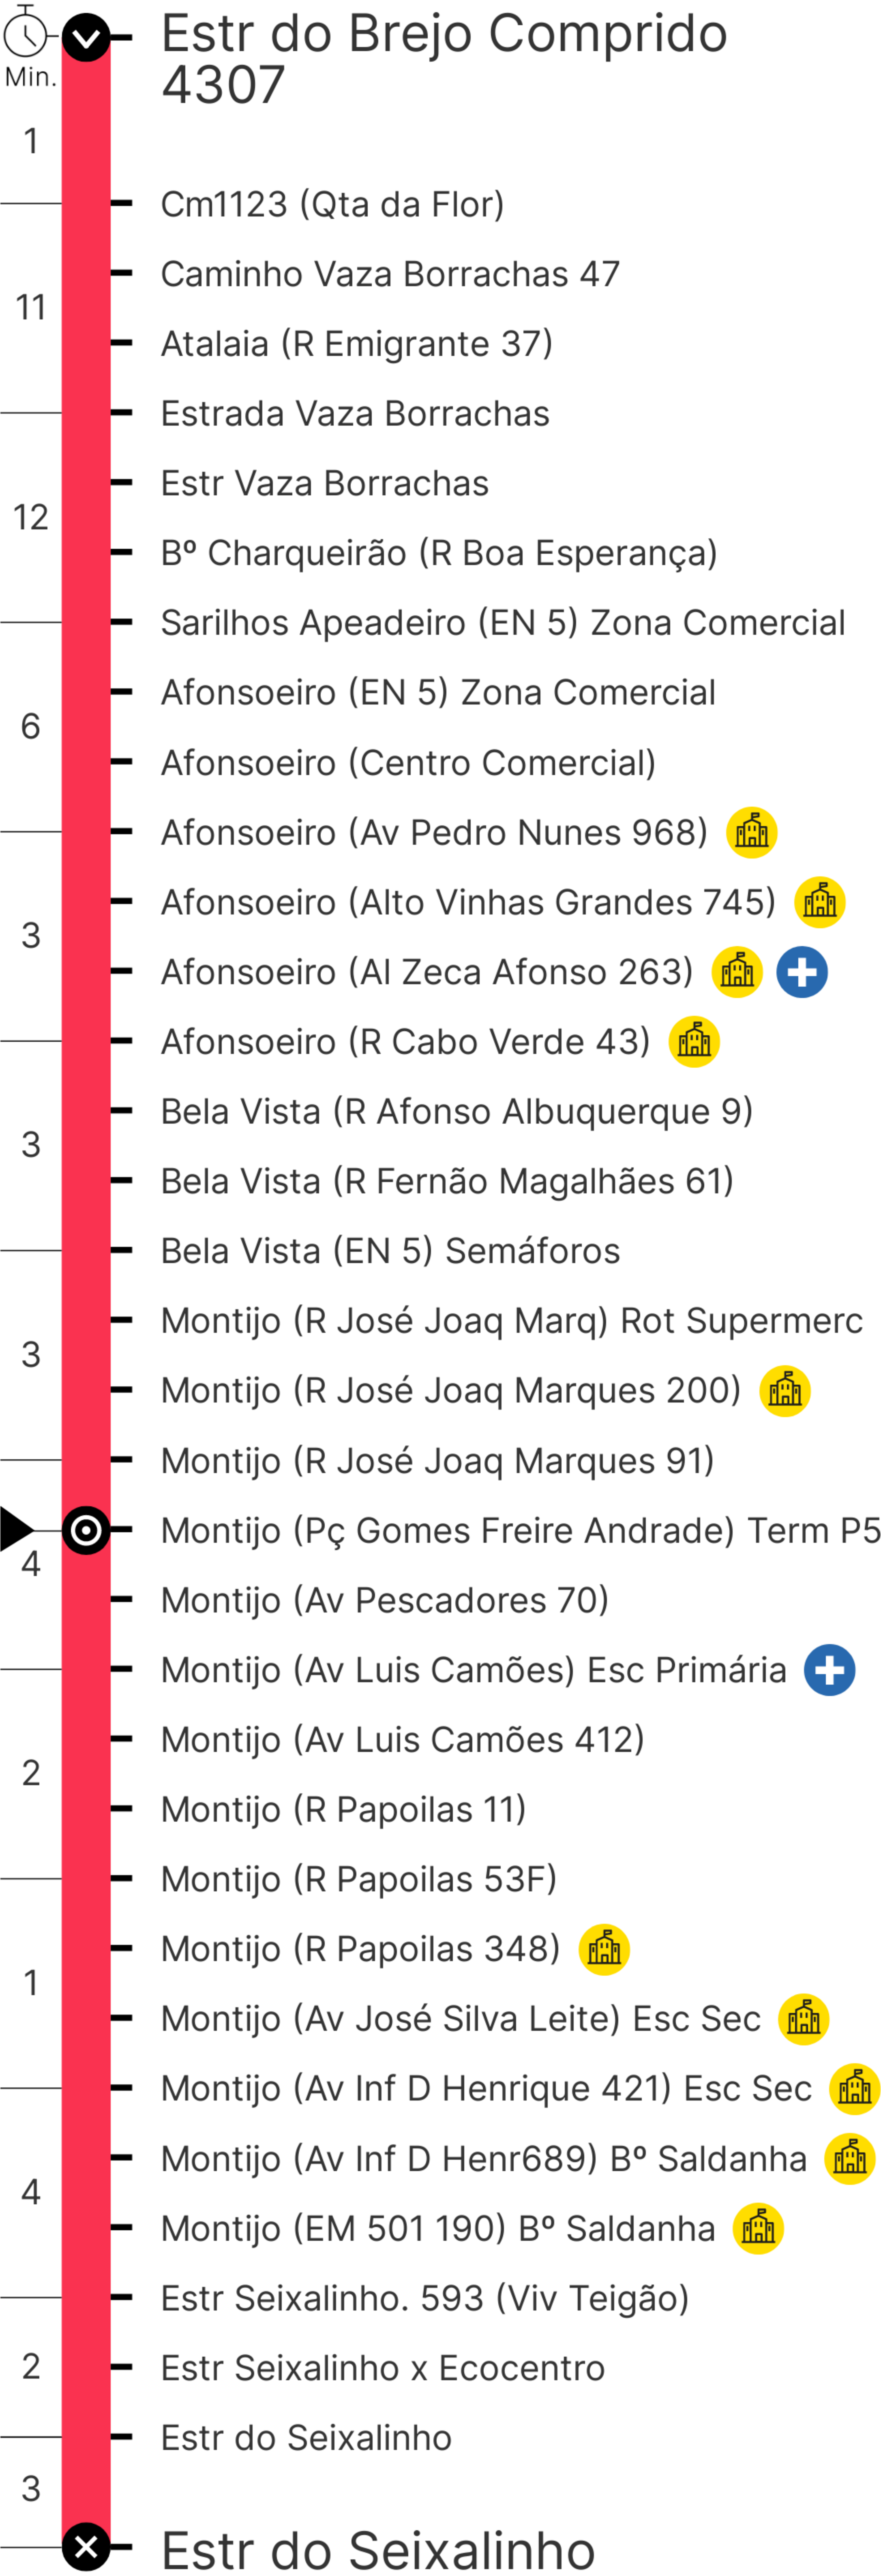 Estr do Brejo Comprido
4307
Min.
1
Cm1123 (Qta da Flor)
Caminho Vaza Borrachas 47
11
Atalaia (R Emigrante 37)
Estrada Vaza Borrachas
Estr Vaza Borrachas
12
Bº Charqueirão (R Boa Esperança)
Sarilhos Apeadeiro (EN 5) Zona Comercial
Afonsoeiro (EN 5) Zona Comercial
6
Afonsoeiro (Centro Comercial)
Afonsoeiro (Av Pedro Nunes 968)
Afonsoeiro (Alto Vinhas Grandes 745)
3
Afonsoeiro (Al Zeca Afonso 263)
Afonsoeiro (R Cabo Verde 43)
Bela Vista (R Afonso Albuquerque 9)
3
Bela Vista (R Fernão Magalhães 61)
Bela Vista (EN 5) Semáforos
Montijo (R José Joaq Marq) Rot Supermerc
3
Montijo (R José Joaq Marques 200)
Montijo (R José Joaq Marques 91)
Montijo (Pç Gomes Freire Andrade) Term P5
4
Montijo (Av Pescadores 70)
Montijo (Av Luis Camões) Esc Primária
Montijo (Av Luis Camões 412)
2
Montijo (R Papoilas 11)
Montijo (R Papoilas 53F)
Montijo (R Papoilas 348)
1
Montijo (Av José Silva Leite) Esc Sec
Montijo (Av Inf D Henrique 421) Esc Sec
Montijo (Av Inf D Henr689) Bº Saldanha
4
Montijo (EM 501 190) Bº Saldanha
Estr Seixalinho. 593 (Viv Teigão)
2
Estr Seixalinho x Ecocentro
Estr do Seixalinho
3
Estr do Seixalinho